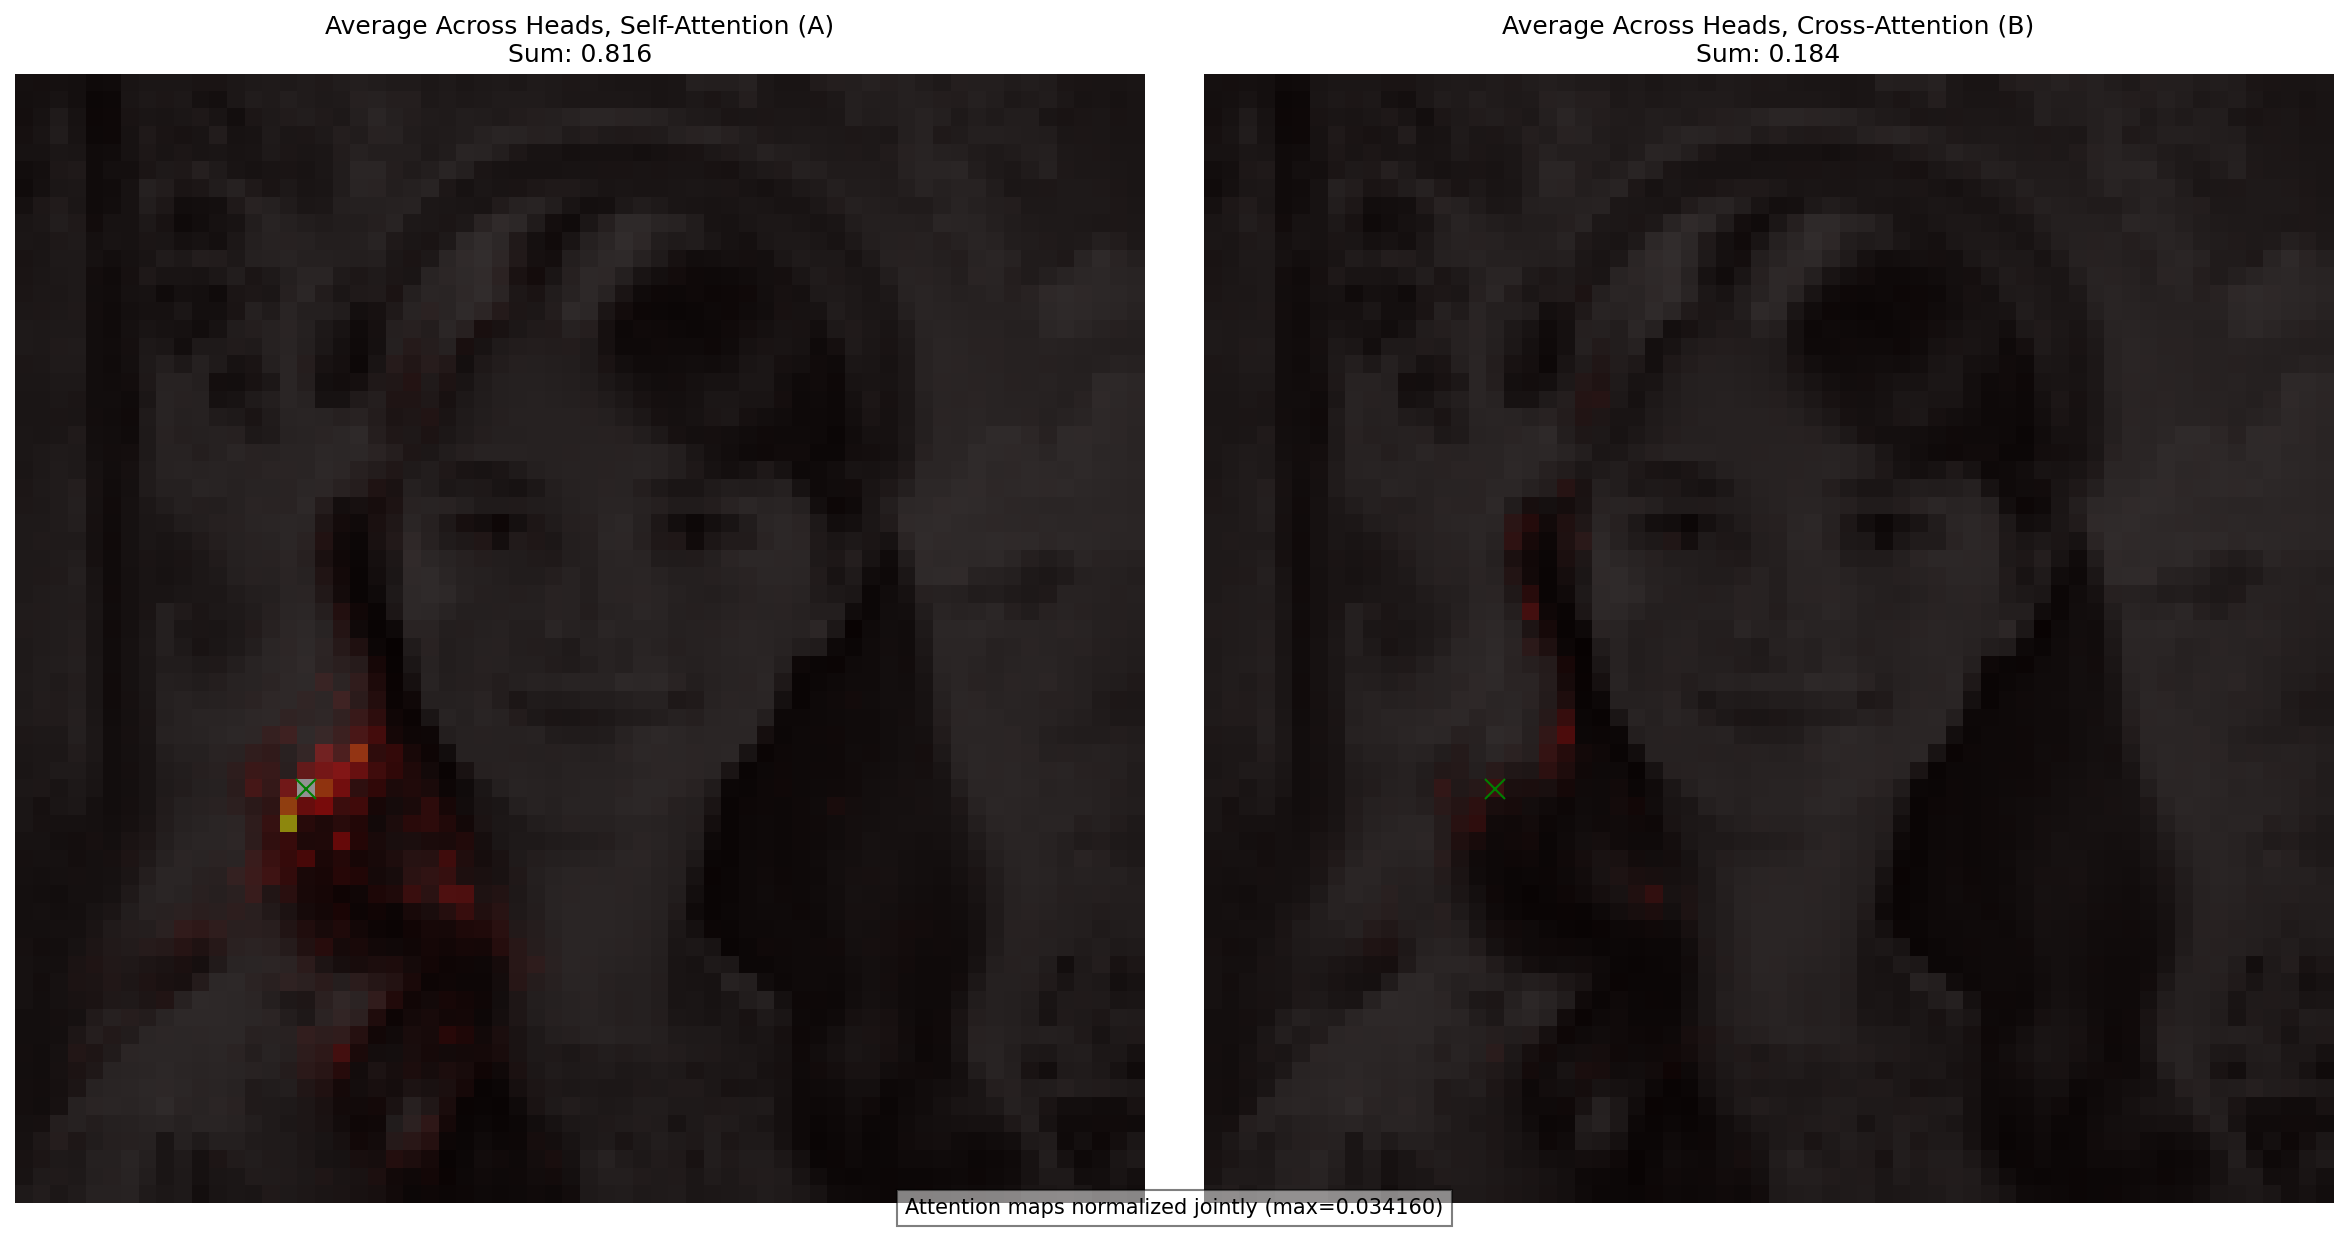 Average Across Heads, Self-Attention (A)
Sum: 0.816
Average Across Heads, Cross-Attention (B)
Sum: 0.184
Attention maps normalized jointly (max=0.034160)